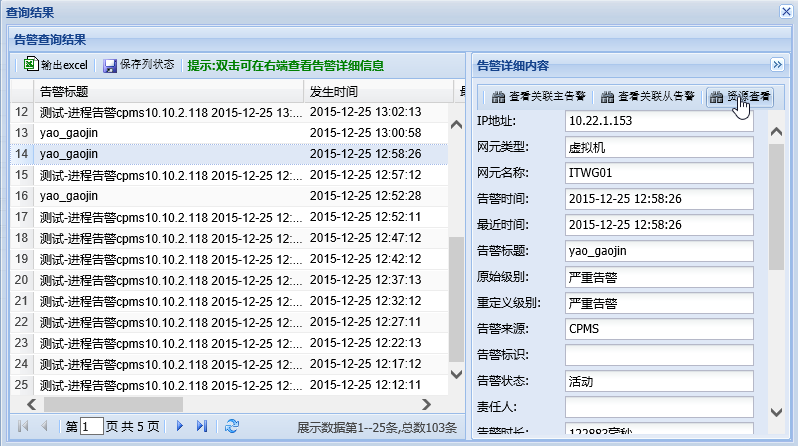 查询结果
告警查询结果
输出excel 保存列状态 提示:双击可在右端查看告警详细信息
告警标题 发生时间
12 测试-进程告警cpms10.10.2.118 2015-12-25 13:... 2015-12-25 13:02:13
13 yao_gaojin 2015-12-25 13:00:58
14 yao_gaojin 2015-12-25 12:58:26
15 测试-进程告警cpms10.10.2.118 2015-12-25 12:... 2015-12-25 12:57:12
16 yao_gaojin 2015-12-25 12:52:28
17 测试-进程告警cpms10.10.2.118 2015-12-25 12:... 2015-12-25 12:52:11
18 测试-进程告警cpms10.10.2.118 2015-12-25 12:... 2015-12-25 12:47:12
19 测试-进程告警cpms10.10.2.118 2015-12-25 12:... 2015-12-25 12:42:12
20 测试-进程告警cpms10.10.2.118 2015-12-25 12:... 2015-12-25 12:37:13
21 测试-进程告警cpms10.10.2.118 2015-12-25 12:... 2015-12-25 12:32:12
22 测试-进程告警cpms10.10.2.118 2015-12-25 12:... 2015-12-25 12:27:11
23 测试-进程告警cpms10.10.2.118 2015-12-25 12:... 2015-12-25 12:22:13
24 测试-进程告警cpms10.10.2.118 2015-12-25 12:... 2015-12-25 12:17:12
25 测试-进程告警cpms10.10.2.118 2015-12-25 12:... 2015-12-25 12:12:11
第 1 页 共 5 页 展示数据第1--25条,总数103条
告警详细内容
查看关联主告警 查看关联从告警 资源查看
IP地址: 10.22.1.153
网元类型: 虚拟机
网元名称: ITWG01
告警时间: 2015-12-25 12:58:26
最近时间: 2015-12-25 12:58:26
告警标题: yao_gaojin
原始级别: 严重告警
重定义级别: 严重告警
告警来源: CPMS
告警标识:
告警状态: 活动
责任人:
告警时长: 122883毫秒